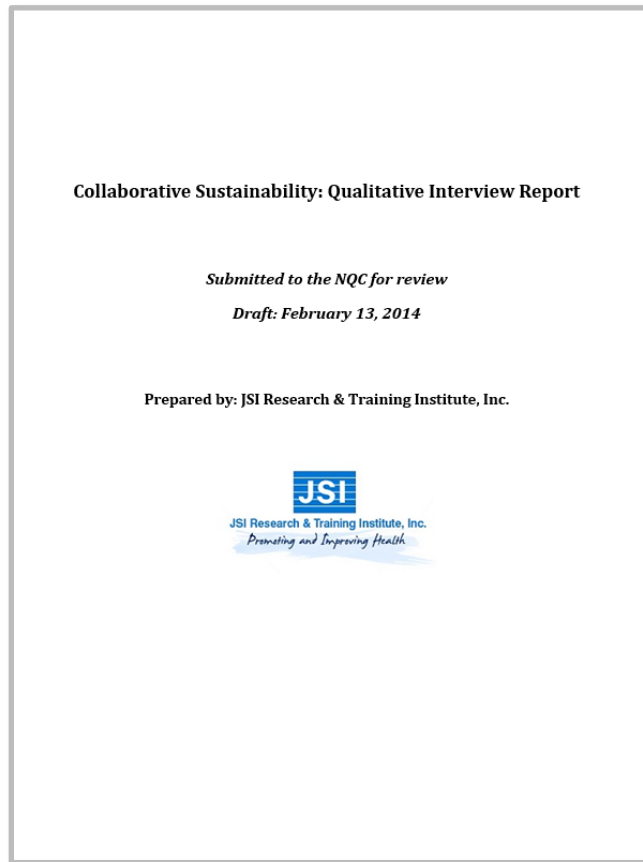 Collaborative Sustainability: Qualitative Interview Report
Submitted to the NQC for review
Draft: February 13, 2014
Prepared by: JSI Research & Training Institute, Inc.
JSI
JSI Research & Training Institute, Inc.
Promoting and Improving Health